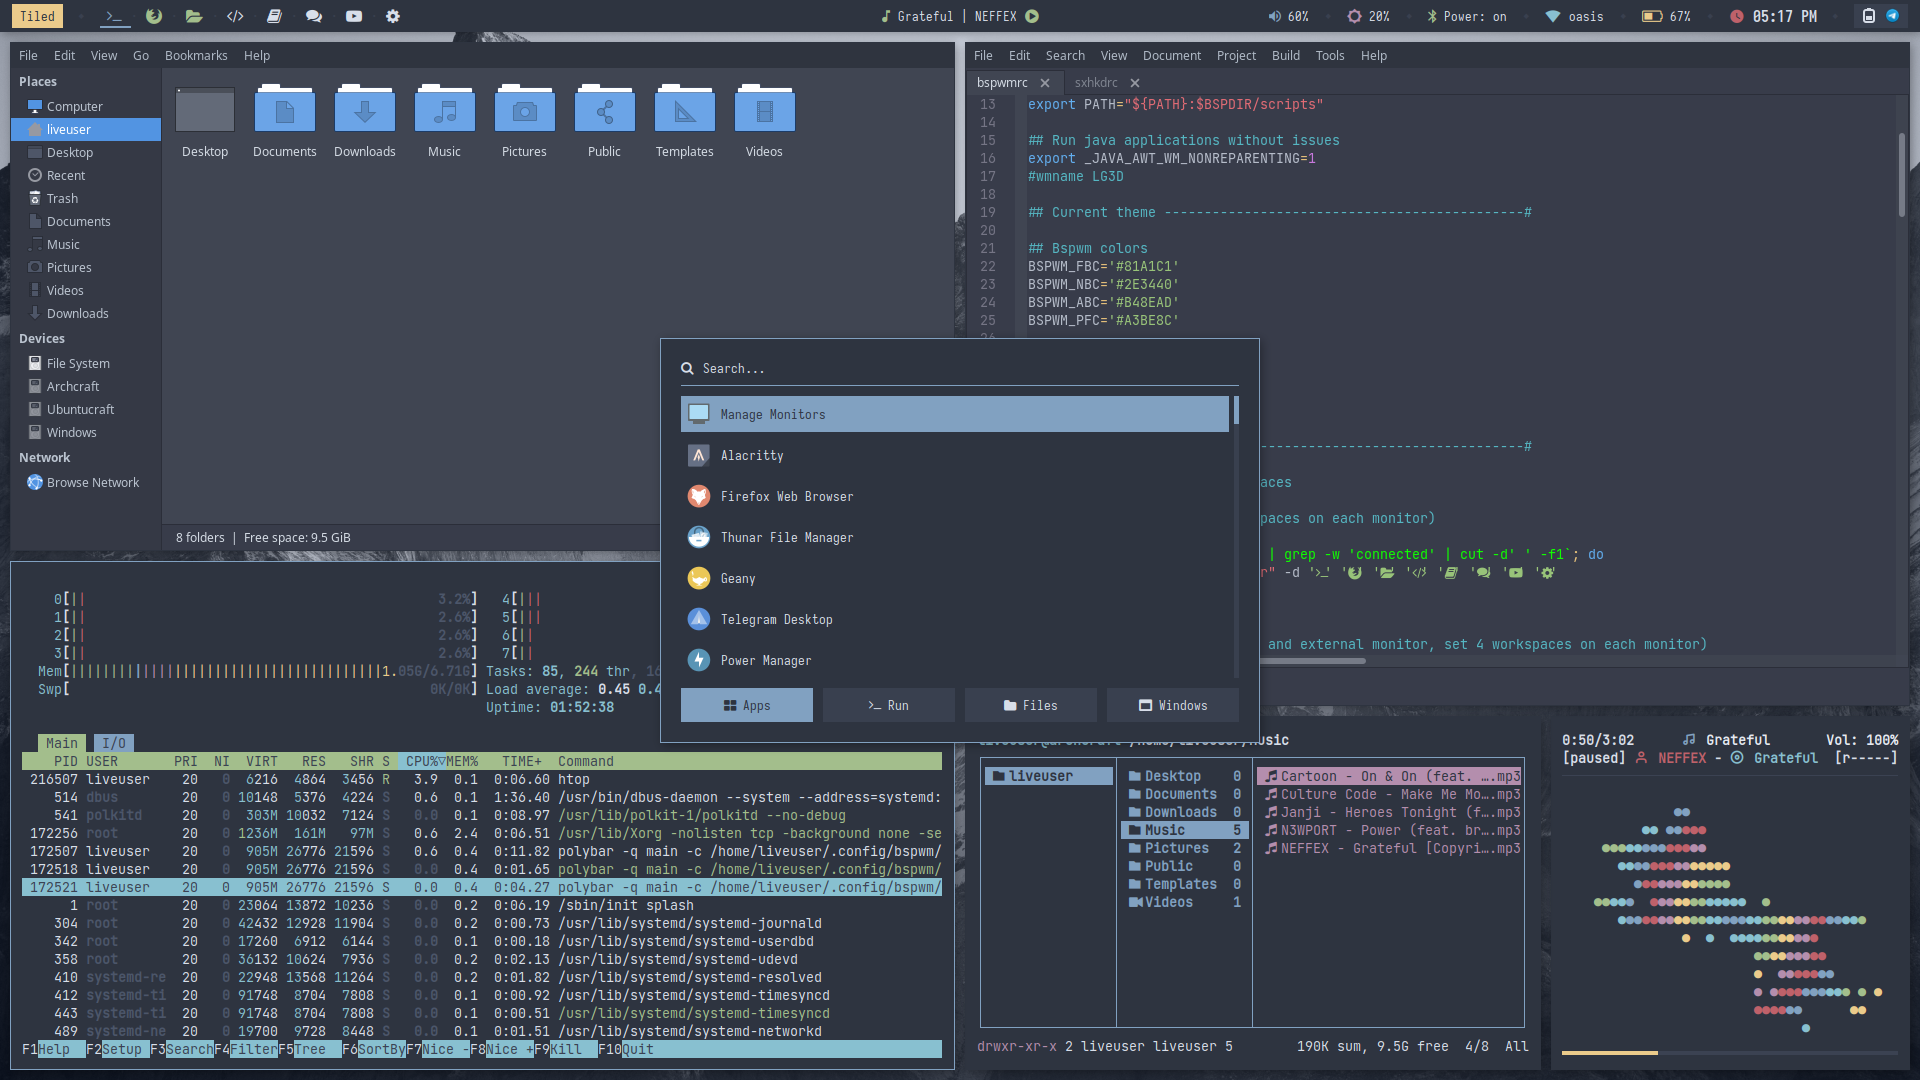 Tiled
Grateful | NEFFEX
60%
20%
Power: on
oasis
67%
05:17 PM
File Edit View Go Bookmarks Help
Places
Computer
liveuser
Desktop
Recent
Trash
Documents
Music
Pictures
Videos
Downloads
Devices
File System
Archcraft
Ubuntucraft
Windows
Network
Browse Network
Desktop Documents Downloads Music Pictures Public Templates Videos
8 folders | Free space: 9.5 GiB
File Edit Search View Document Project Build Tools Help
bspwmrc sxhkdrc
13 export PATH="${PATH}:$BSPDIR/scripts"
14
15 ## Run java applications without issues
16 export _JAVA_AWT_WM_NONREPARENTING=1
17 #wmname LG3D
18
19 ## Current theme ---------------------------------------------#
20
21 ## Bspwm colors
22 BSPWM_FBC='#81A1C1'
23 BSPWM_NBC='#2E3440'
24 BSPWM_ABC='#B48EAD'
25 BSPWM_PFC='#A3BE8C'
---------------------------------#
aces
paces on each monitor)
| grep -w 'connected' | cut -d' ' -f1`; do
" -d
and external monitor, set 4 workspaces on each monitor)
Search...
Manage Monitors
Alacritty
Firefox Web Browser
Thunar File Manager
Geany
Telegram Desktop
Power Manager
Apps Run Files Windows
0[|| 3.2%] 4[|||
1[|| 2.6%] 5[|||
2[|| 2.6%] 6[||
3[|| 2.6%] 7[||
Mem[ 1.05G/6.71G] Tasks: 85, 244 thr, 16
Swp[ 0K/0K] Load average: 0.45 0.4
Uptime: 01:52:38
Main I/O
PID USER PRI NI VIRT RES SHR S CPU%▽MEM% TIME+ Command
216507 liveuser 20 0 6216 4864 3456 R 3.9 0.1 0:06.60 htop
514 dbus 20 0 10148 5376 4224 S 0.6 0.1 1:36.40 /usr/bin/dbus-daemon --system --address=systemd:
541 polkitd 20 0 303M 10032 7124 S 0.0 0.1 0:08.97 /usr/lib/polkit-1/polkitd --no-debug
172256 root 20 0 1236M 161M 97M S 0.6 2.4 0:06.51 /usr/lib/Xorg -nolisten tcp -background none -se
172507 liveuser 20 0 905M 26776 21596 S 0.6 0.4 0:11.82 polybar -q main -c /home/liveuser/.config/bspwm/
172518 liveuser 20 0 905M 26776 21596 S 0.0 0.4 0:01.65 polybar -q main -c /home/liveuser/.config/bspwm/
172521 liveuser 20 0 905M 26776 21596 S 0.0 0.4 0:04.27 polybar -q main -c /home/liveuser/.config/bspwm/
1 root 20 0 23064 13872 10236 S 0.0 0.2 0:06.19 /sbin/init splash
304 root 20 0 42432 12928 11904 S 0.0 0.2 0:00.73 /usr/lib/systemd/systemd-journald
342 root 20 0 17260 6912 6144 S 0.0 0.1 0:00.18 /usr/lib/systemd/systemd-userdbd
358 root 20 0 36132 10624 7936 S 0.0 0.2 0:02.13 /usr/lib/systemd/systemd-udevd
410 systemd-re 20 0 22948 13568 11264 S 0.0 0.2 0:01.82 /usr/lib/systemd/systemd-resolved
412 systemd-ti 20 0 91748 8704 7808 S 0.0 0.1 0:00.92 /usr/lib/systemd/systemd-timesyncd
443 systemd-ti 20 0 91748 8704 7808 S 0.0 0.1 0:00.51 /usr/lib/systemd/systemd-timesyncd
489 systemd-ne 20 0 19700 9728 8448 S 0.0 0.1 0:01.51 /usr/lib/systemd/systemd-networkd
F1Help F2Setup F3SearchF4FilterF5Tree F6SortByF7Nice -F8Nice +F9Kill F10Quit
liveuser
Desktop 0
Documents 0
Downloads 0
Music 5
Pictures 2
Public 0
Templates 0
Videos 1
Cartoon - On & On (feat. ….mp3
Culture Code - Make Me Mo….mp3
Janji - Heroes Tonight (f….mp3
N3WPORT - Power (feat. br….mp3
NEFFEX - Grateful [Copyri….mp3
drwxr-xr-x 2 liveuser liveuser 5 190K sum, 9.5G free 4/8 All
0:50/3:02 Grateful Vol: 100%
[paused] NEFFEX - Grateful [r-----]